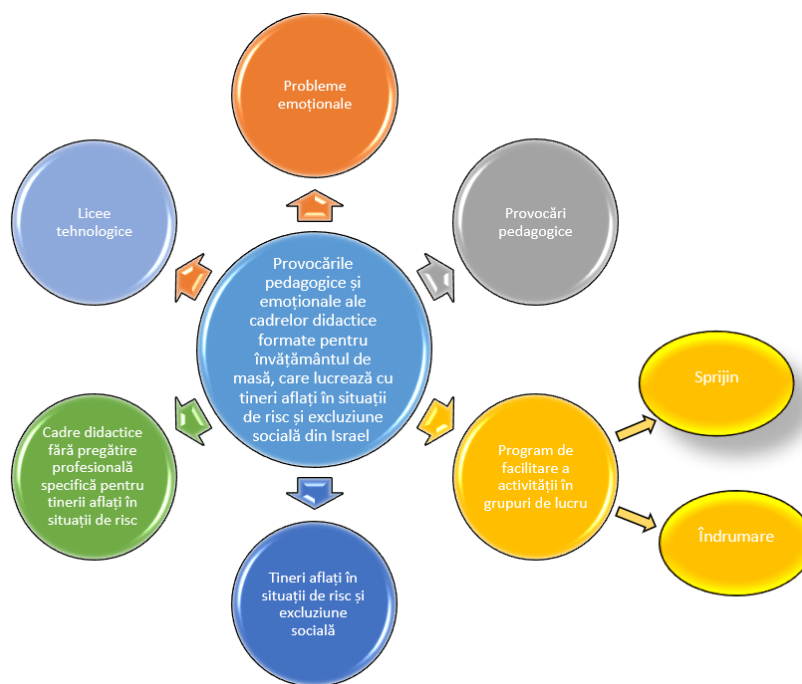 Probleme
emoționale
Licee
tehnologice
Provocări
pedagogice
Provocările
pedagogice și
emoționale ale
cadrelor didactice
formate pentru
învățământul de
masă, care lucrează cu
tineri aflați în situații
de risc și excluziune
socială din Israel
Sprijin
Cadre didactice
fără pregătire
profesională
specifică pentru
tinerii aflați în
situații de risc
Program de
facilitare a
activității în
grupuri de lucru
Îndrumare
Tineri aflați în
situații de risc și
excluziune
socială